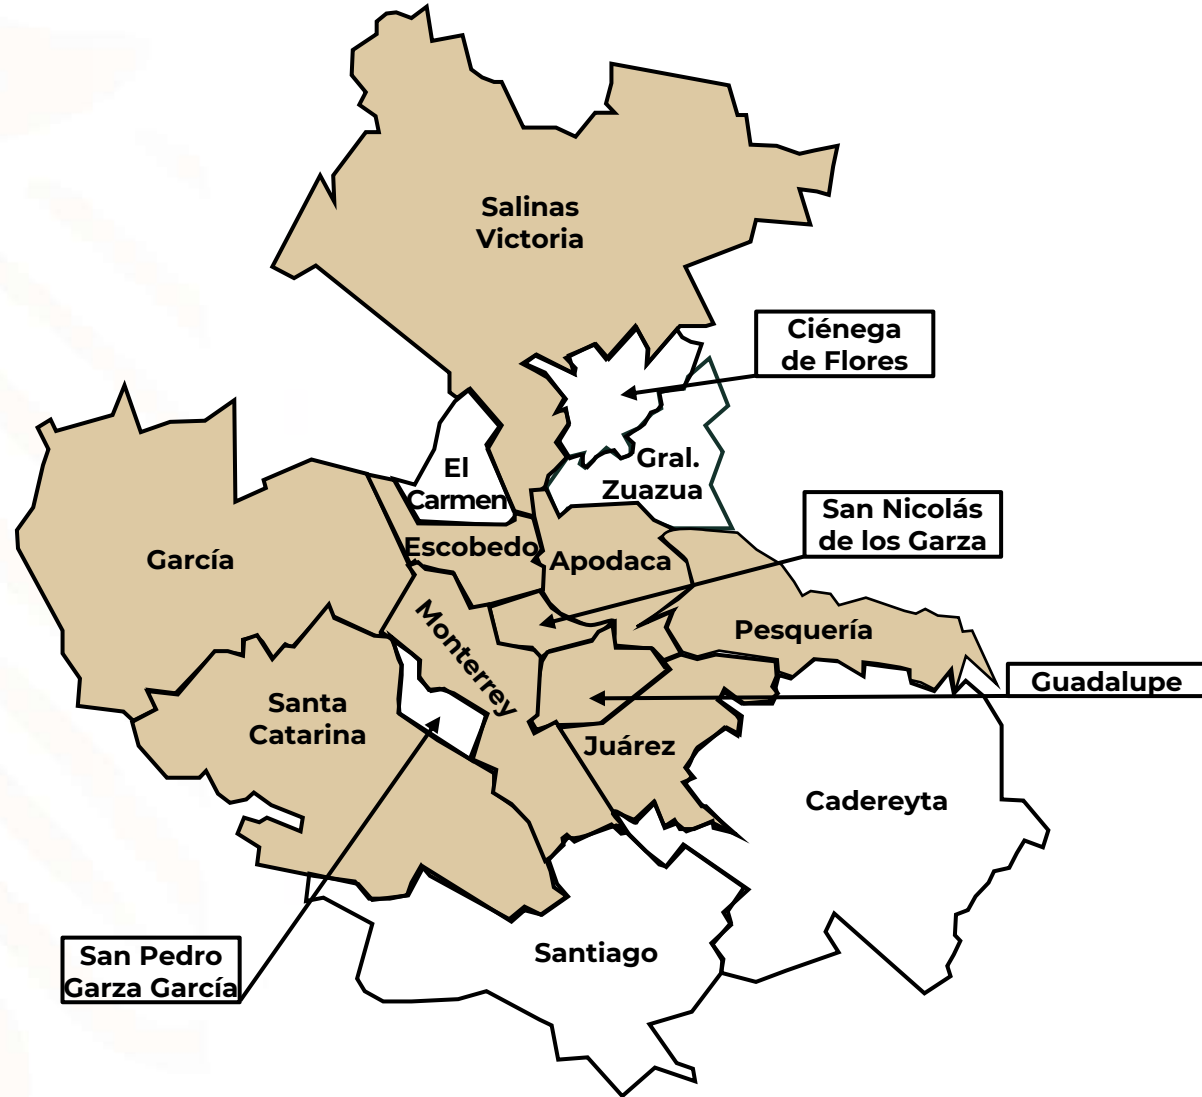 Salinas
Victoria
Ciénega
de Flores
El
Carmen
Gral.
Zuazua
San Nicolás
de los Garza
García
Escobedo
Apodaca
Monterrey
Pesquería
Guadalupe
Santa
Catarina
Juárez
Cadereyta
San Pedro
Garza García
Santiago